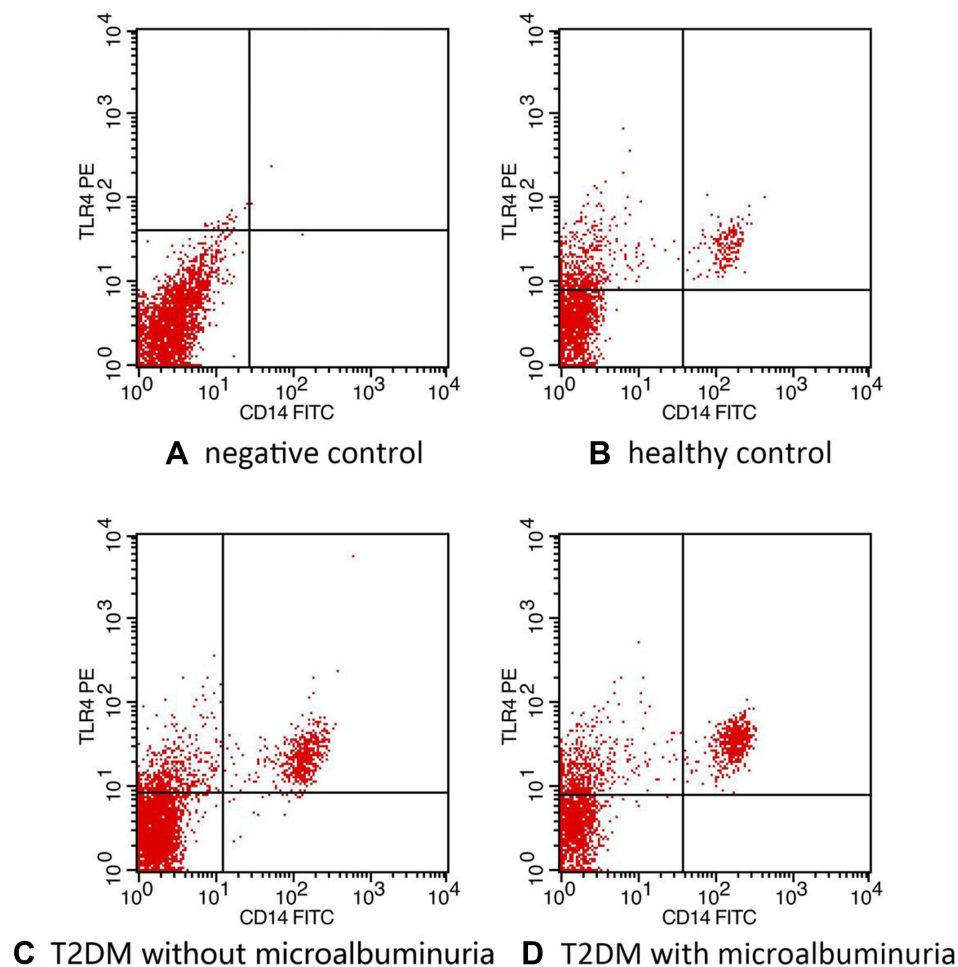 10⁴
10³
10²
10¹
10⁰
TLR4 PE
10⁰ 10¹ 10² 10³ 10⁴
CD14 FITC
A negative control
10⁴
10³
10²
10¹
10⁰
TLR4 PE
10⁰ 10¹ 10² 10³ 10⁴
CD14 FITC
B healthy control
10⁴
10³
10²
10¹
10⁰
TLR4 PE
10⁰ 10¹ 10² 10³ 10⁴
CD14 FITC
C T2DM without microalbuminuria
10⁴
10³
10²
10¹
10⁰
TLR4 PE
10⁰ 10¹ 10² 10³ 10⁴
CD14 FITC
D T2DM with microalbuminuria